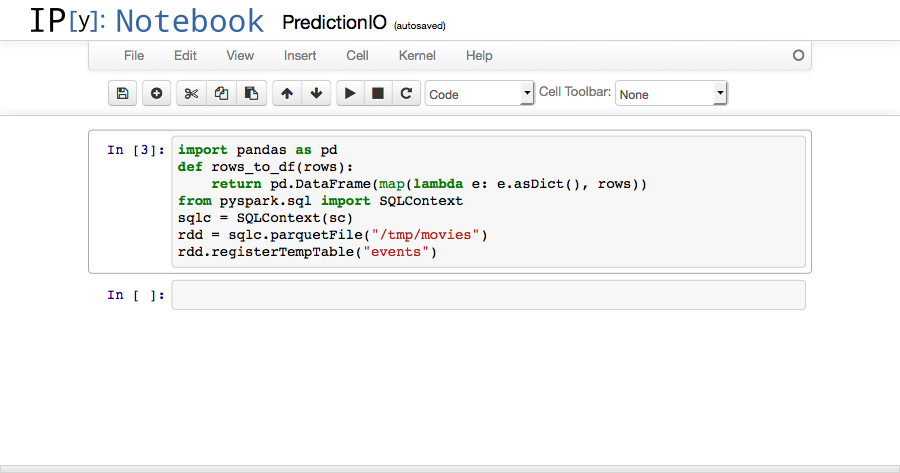 IP[y]: Notebook PredictionIO (autosaved)
File Edit View Insert Cell Kernel Help
Code Cell Toolbar: None
In [3]: import pandas as pd
def rows_to_df(rows):
    return pd.DataFrame(map(lambda e: e.asDict(), rows))
from pyspark.sql import SQLContext
sqlc = SQLContext(sc)
rdd = sqlc.parquetFile("/tmp/movies")
rdd.registerTempTable("events")
In [ ]: